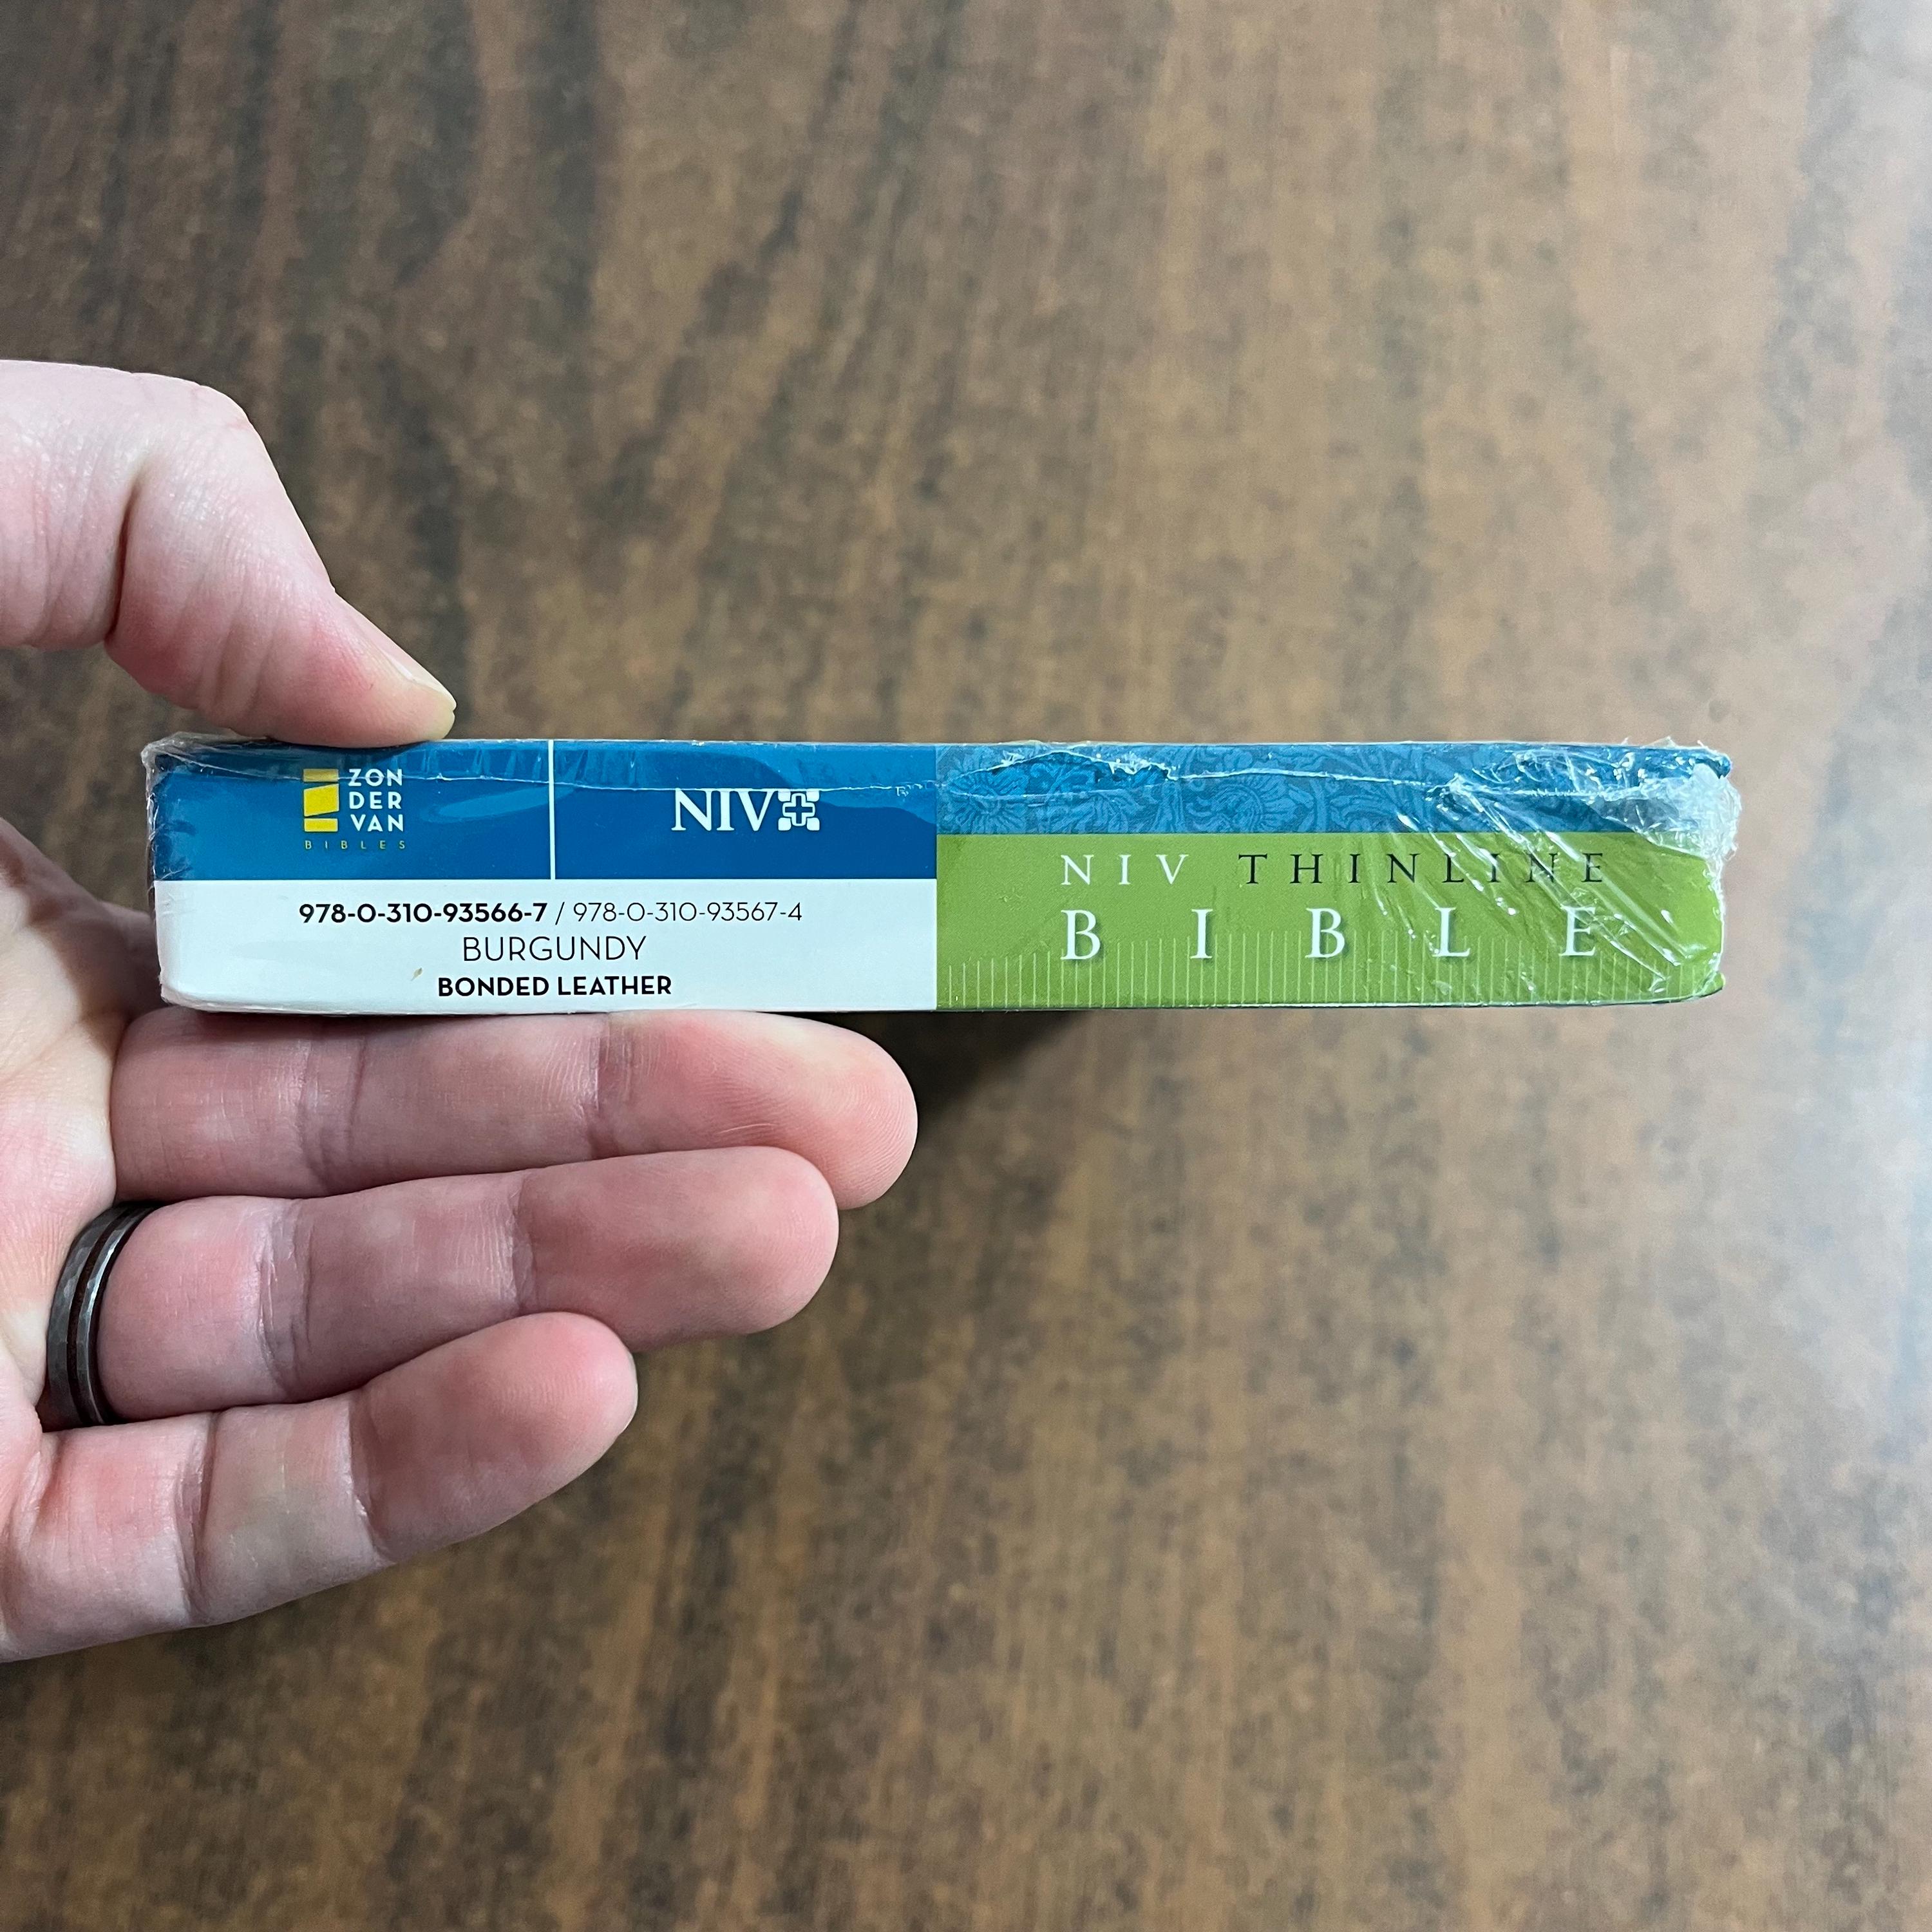 ZON
DER
VAN
BIBLES
NIV
978-0-310-93566-7 / 978-0-310-93567-4
BURGUNDY
BONDED LEATHER
NIV THINLINE
BIBLE